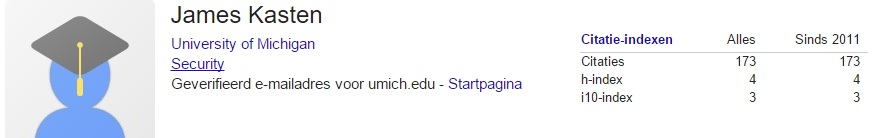 James Kasten
University of Michigan
Security
Geverifieerd e-mailadres voor umich.edu - Startpagina
Citatie-indexen Alles Sinds 2011
Citaties 173 173
h-index 4 4
i10-index 3 3